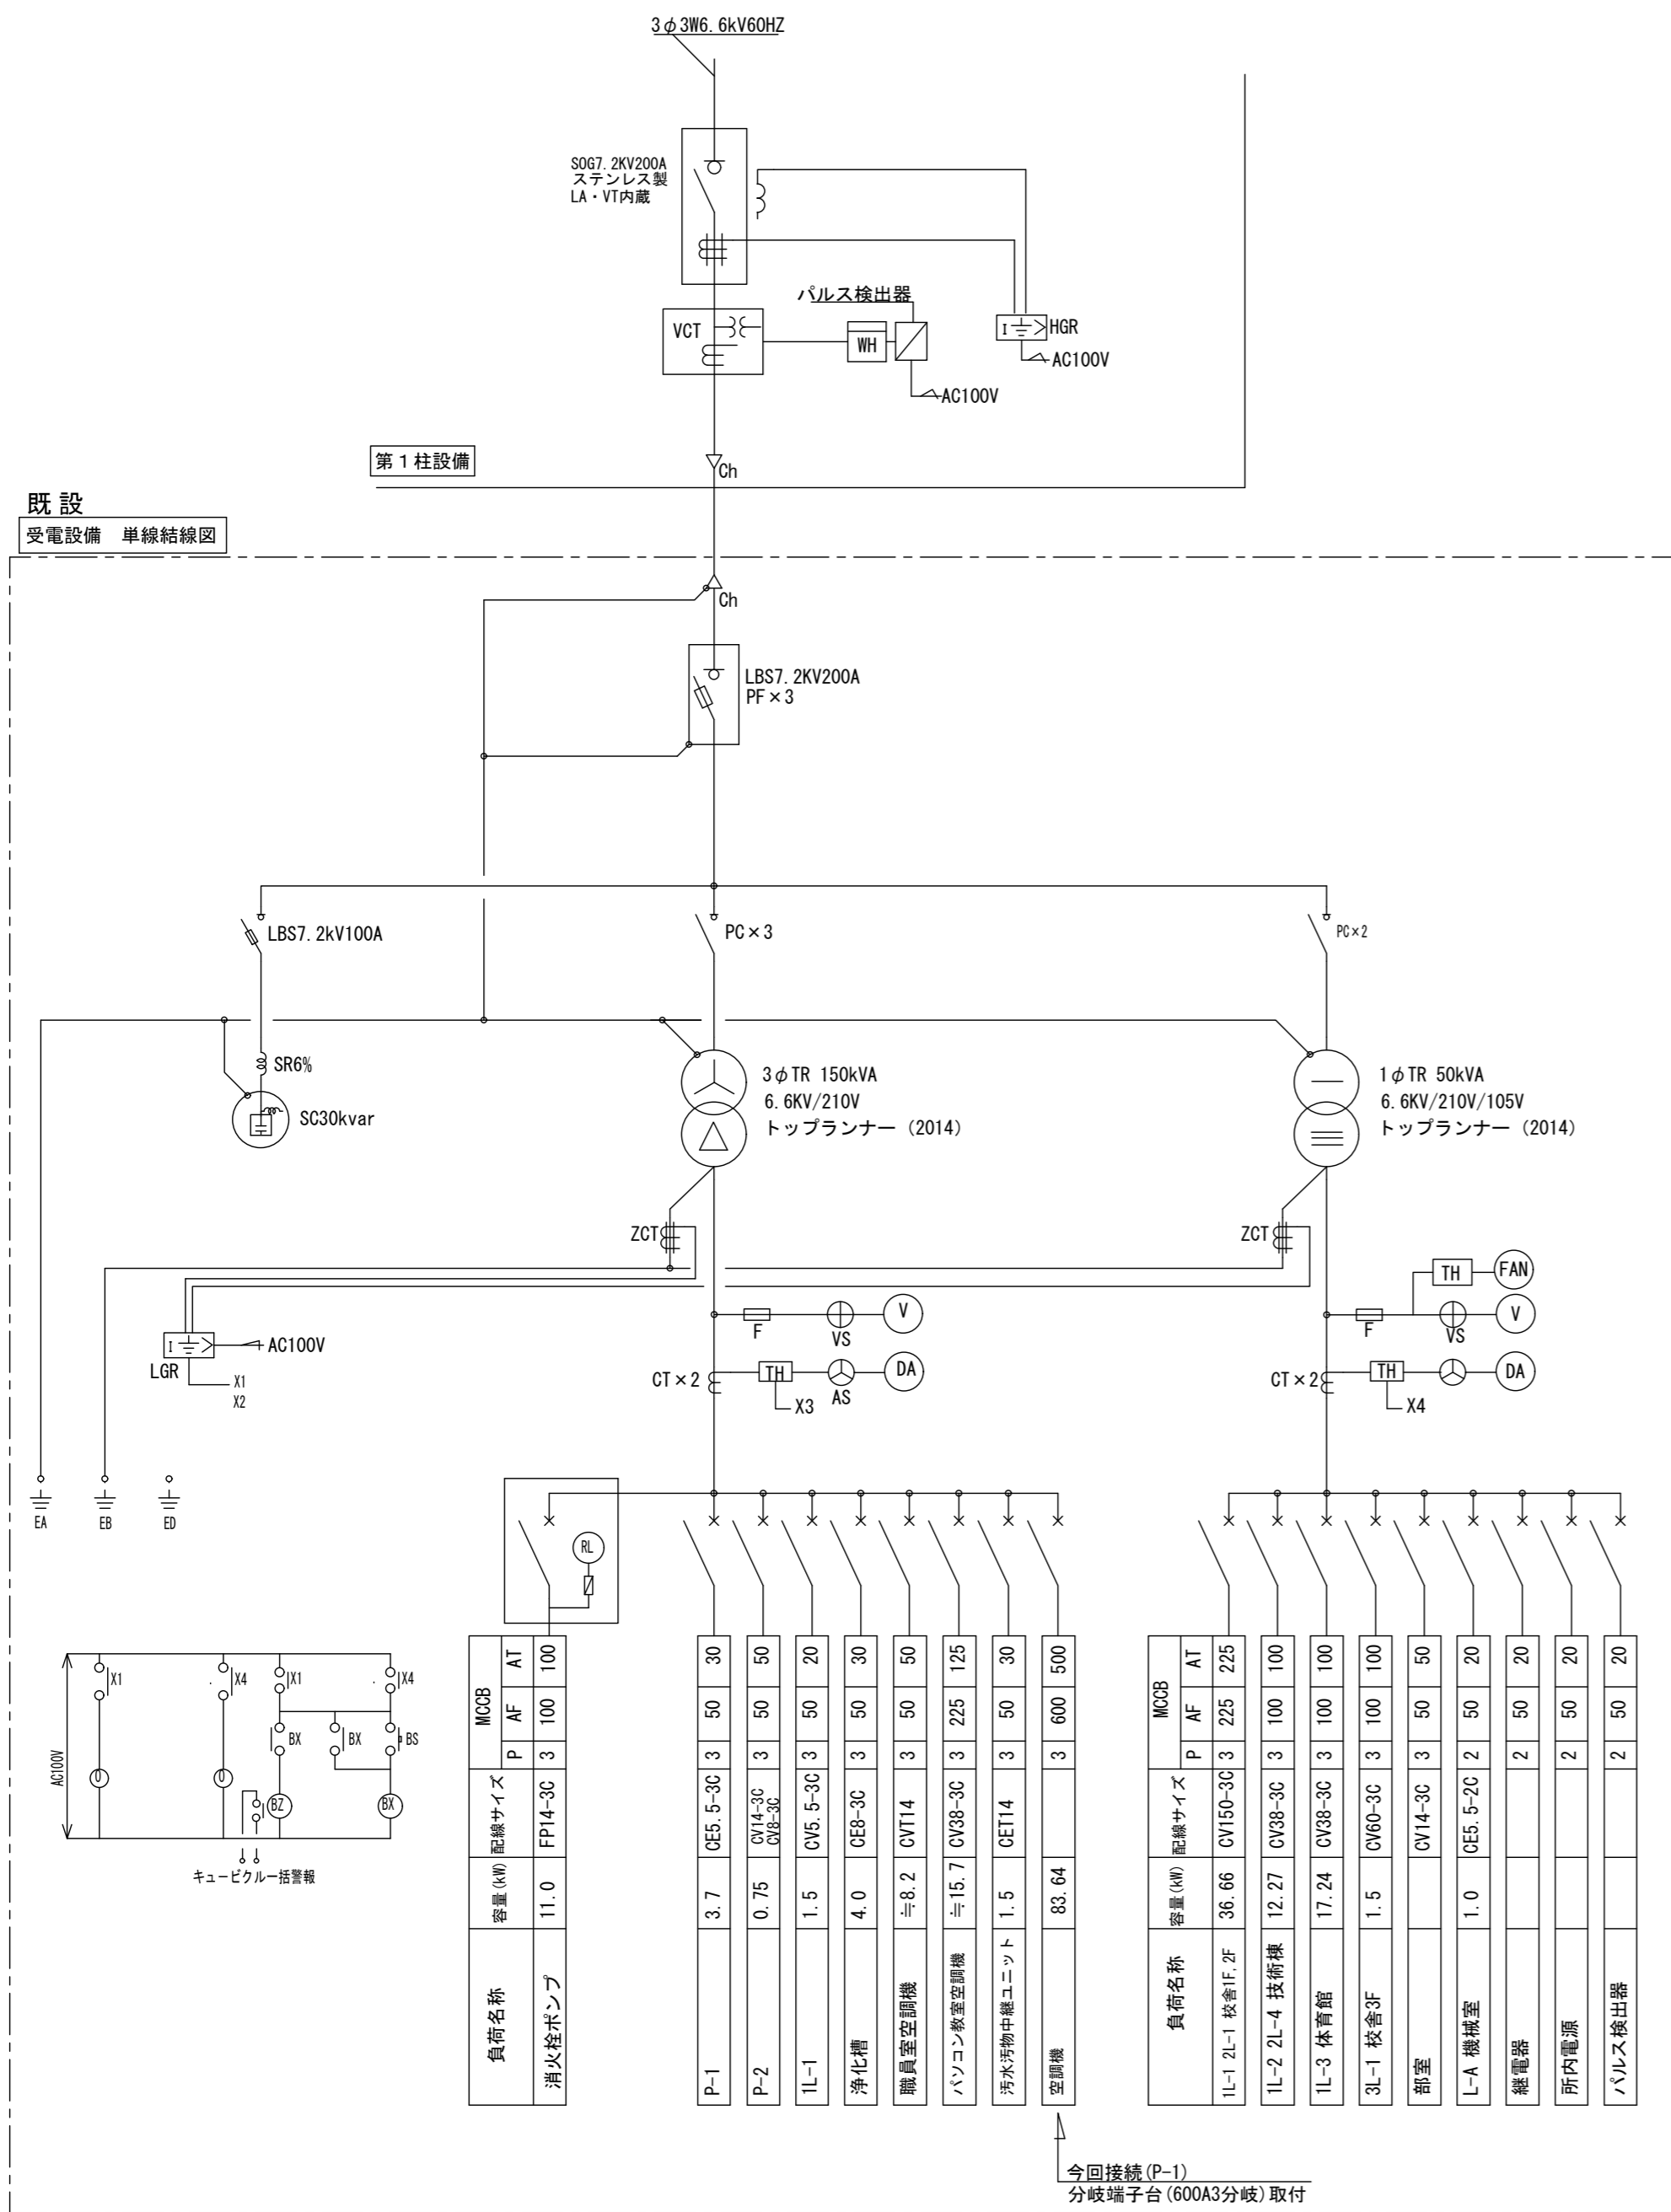 3φ3W6.6kV60HZ
SOG7.2KV200A
ステンレス製
LA・VT内蔵
パルス検出器
VCT
WH
I
HGR
AC100V
AC100V
第1柱設備
Ch
既設
受電設備 単線結線図
Ch
LBS7.2KV200A
PF×3
LBS7.2kV100A
PC×3
PC×2
SR6%
SC30kvar
3φTR 150kVA
6.6KV/210V
トップランナー(2014)
1φTR 50kVA
6.6KV/210V/105V
トップランナー(2014)
ZCT
ZCT
TH
FAN
F
VS
V
F
VS
V
I
AC100V
LGR
X1
X2
CT×2
TH
AS
DA
X3
CT×2
TH
DA
X4
EA
EB
ED
RL
AC100V
X1
X4
X1
X4
BX
BX
BS
BZ
BX
キュービクル一括警報
負荷名称 容量(kW) 配線サイズ MCCB P AF AT
消火栓ポンプ 11.0 FP14-3C 3 100 100
P-1 3.7 CE5.5-3C 3 50 30
P-2 0.75 CV14-3C CV8-3C 3 50 50
1L-1 1.5 CV5.5-3C 3 50 20
浄化槽 4.0 CE8-3C 3 50 30
職員室空調機 ≒8.2 CVT14 3 50 50
パソコン教室空調機 ≒15.7 CV38-3C 3 225 125
汚水汚物中継ユニット 1.5 CET14 3 50 30
空調機 83.64 3 600 500
負荷名称 容量(kW) 配線サイズ MCCB P AF AT
1L-1 2L-1 校舎1F,2F 36.66 CV150-3C 3 225 225
1L-2 2L-4 技術棟 12.27 CV38-3C 3 100 100
1L-3 体育館 17.24 CV38-3C 3 100 100
3L-1 校舎3F 1.5 CV60-3C 3 100 100
部室 CV14-3C 3 50 50
L-A 機械室 1.0 CE5.5-2C 2 50 20
継電器 2 50 20
所内電源 2 50 20
パルス検出器 2 50 20
今回接続(P-1)
分岐端子台(600A3分岐)取付